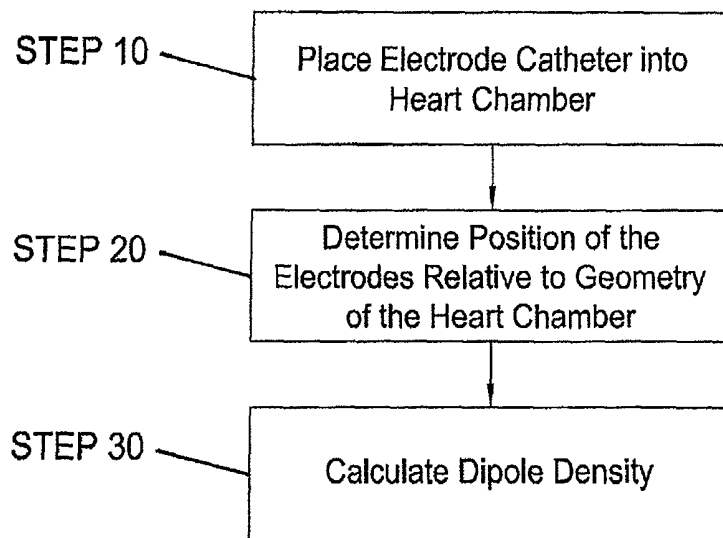 STEP 10
Place Electrode Catheter into
Heart Chamber
STEP 20
Determine Position of the
Electrodes Relative to Geometry
of the Heart Chamber
STEP 30
Calculate Dipole Density